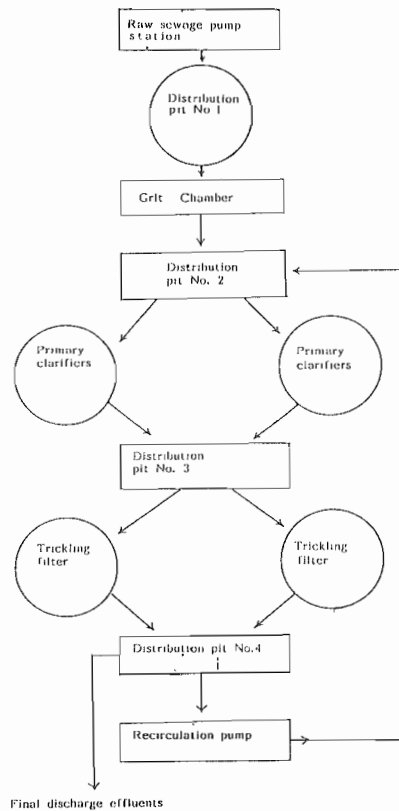 Raw sewage pump
station
Distribution
pit No 1
Grit Chamber
Distribution
pit No. 2
Primary
clarifiers
Primary
clarifiers
Distribution
pit No. 3
Trickling
filter
Trickling
filter
Distribution pit No.4
Recirculation pump
Final discharge effluents